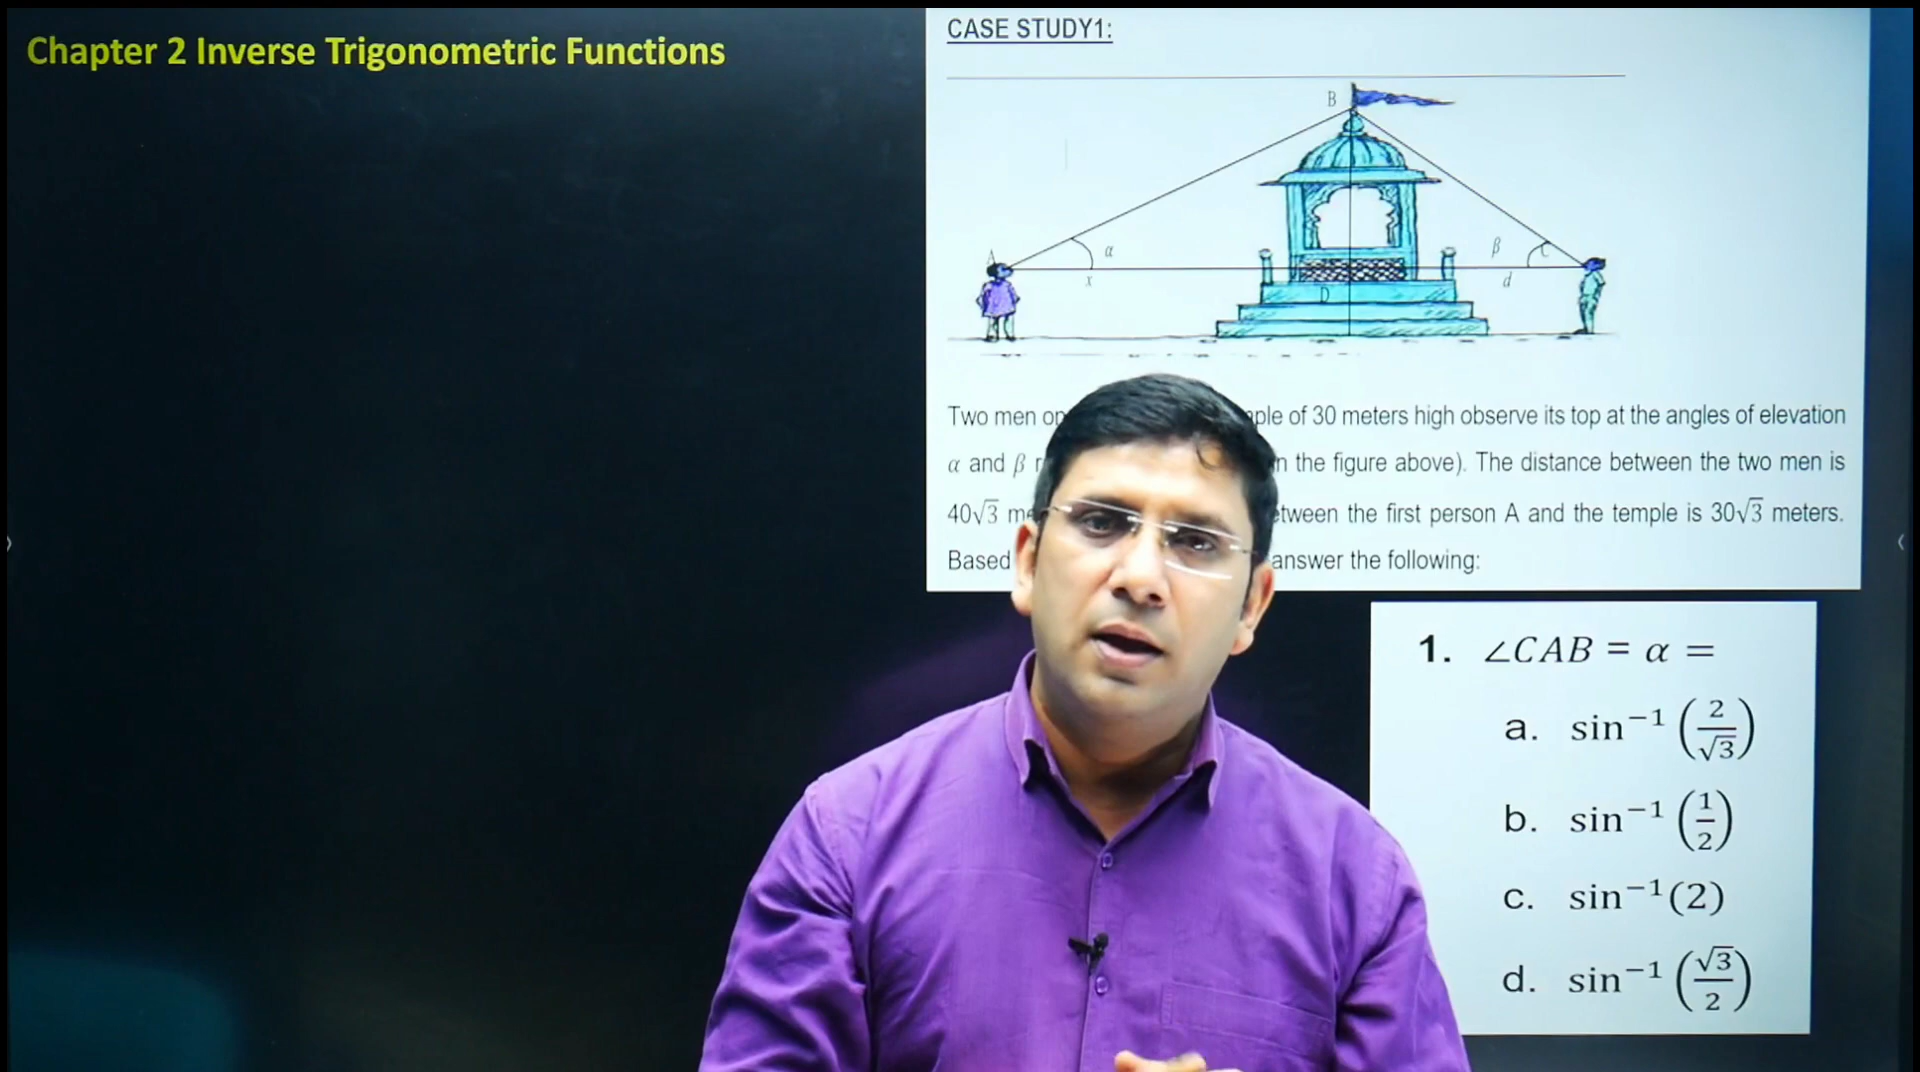 Chapter 2 Inverse Trigonometric Functions
CASE STUDY1:
B
A
α
x
β
C
d
D
Two men on ple of 30 meters high observe its top at the angles of elevation
α and β n the figure above). The distance between the two men is
40√3 tween the first person A and the temple is 30√3 meters.
Based answer the following:
1. ∠CAB = α =
a. sin⁻¹ (2/√3)
b. sin⁻¹ (1/2)
c. sin⁻¹(2)
d. sin⁻¹ (√3/2)